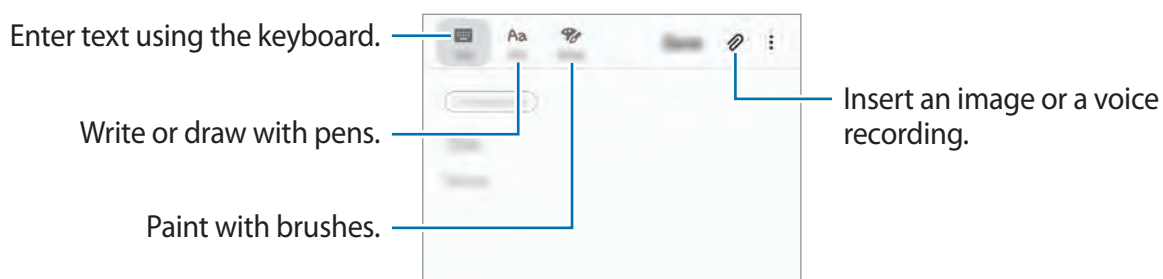 Enter text using the keyboard.
Aa
Write or draw with pens.
Paint with brushes.
Insert an image or a voice
recording.